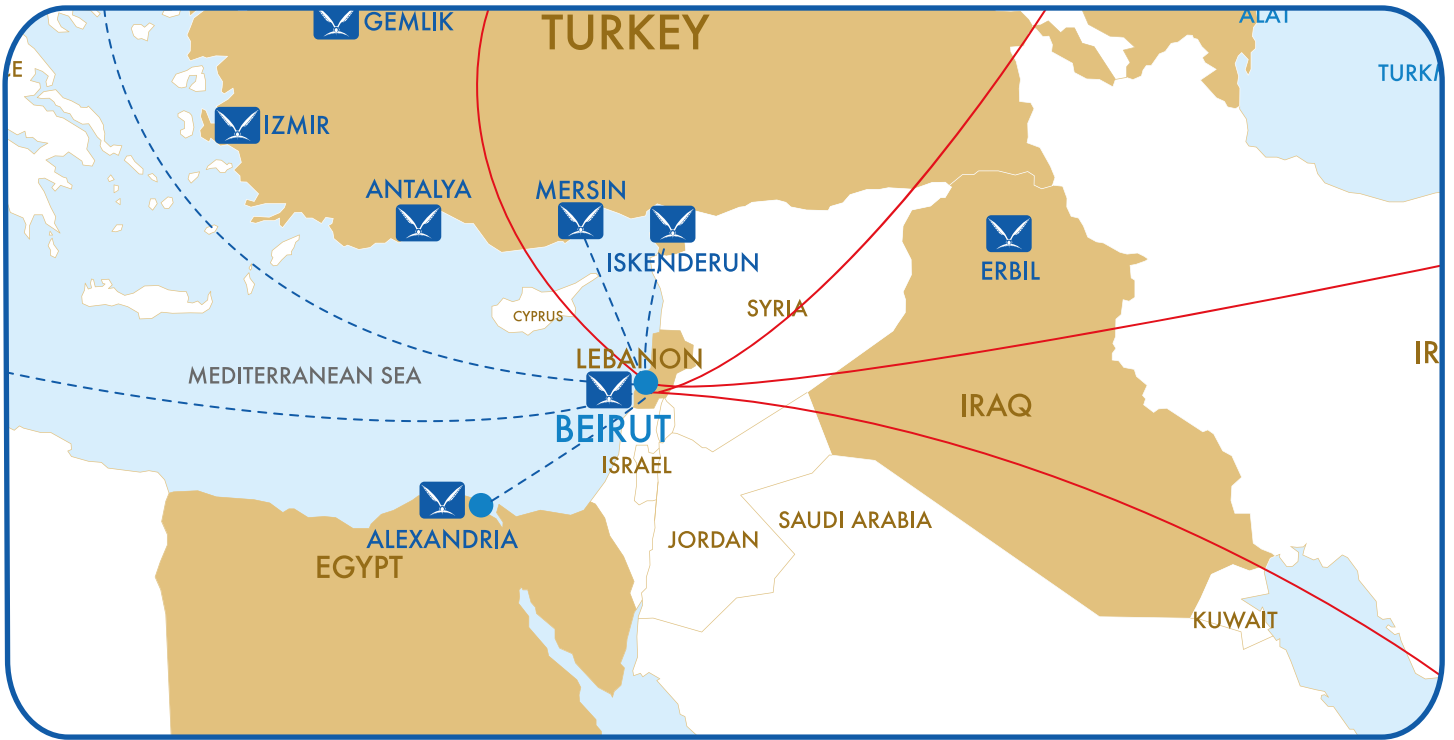 GEMLIK
TURKEY
ALAT
CE
TURKM
IZMIR
ANTALYA
MERSIN
ISKENDERUN
ERBIL
CYPRUS
SYRIA
LEBANON
IR
MEDITERRANEAN SEA
IRAQ
BEIRUT
ISRAEL
SAUDI ARABIA
ALEXANDRIA
JORDAN
EGYPT
KUWAIT